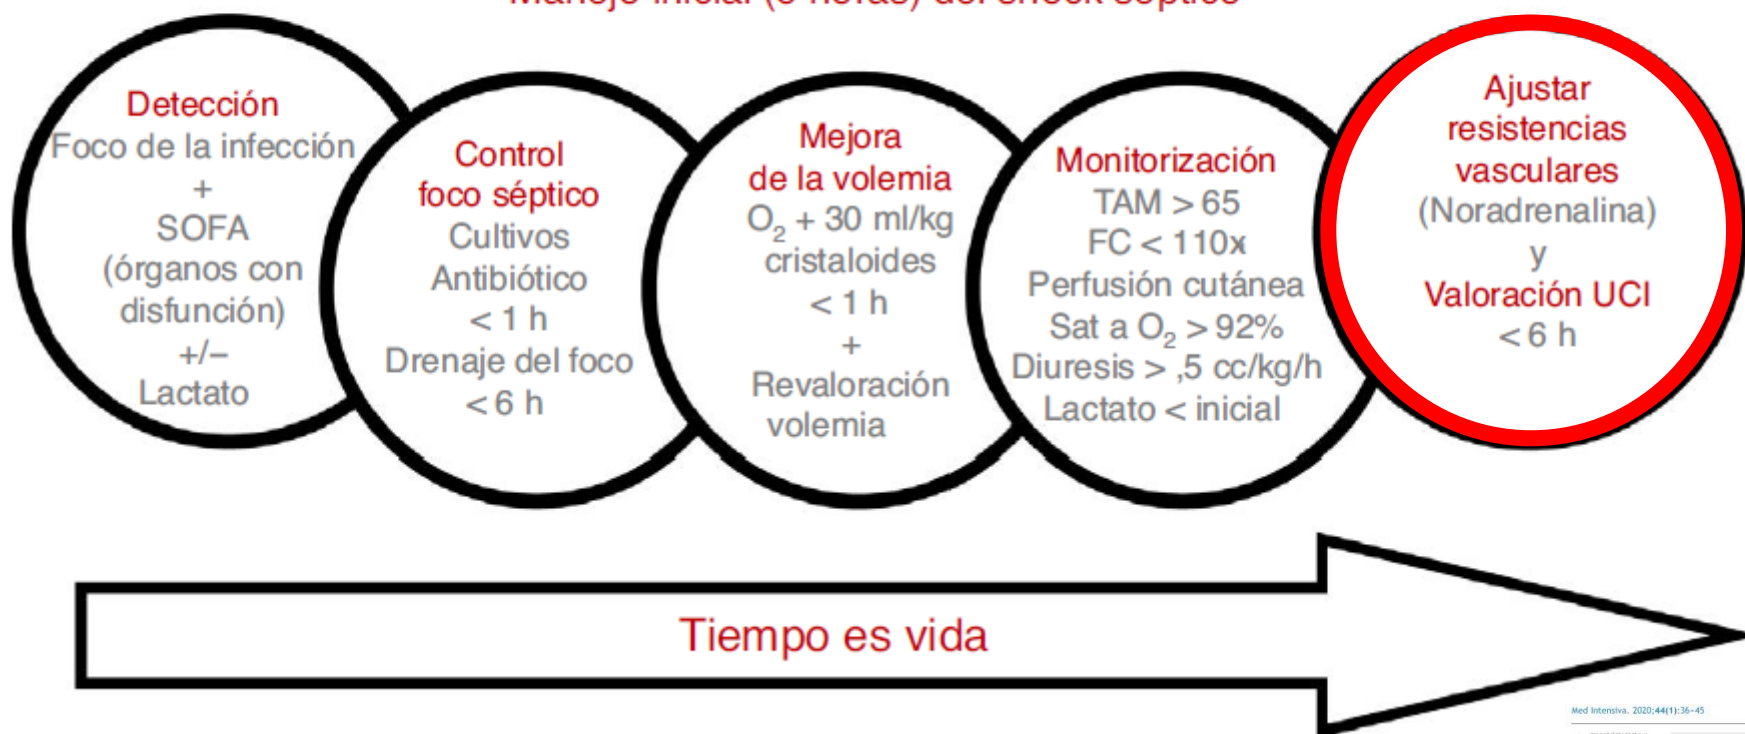 Detección
Foco de la infección
+
SOFA
(órganos con
disfunción)
+/–
Lactato
Control
foco séptico
Cultivos
Antibiótico
< 1 h
Drenaje del foco
< 6 h
Mejora
de la volemia
O₂ + 30 ml/kg
cristaloides
< 1 h
+
Revaloración
volemia
Monitorización
TAM > 65
FC < 110x
Perfusión cutánea
Sat a O₂ > 92%
Diuresis > ,5 cc/kg/h
Lactato < inicial
Ajustar
resistencias
vasculares
(Noradrenalina)
y
Valoración UCI
< 6 h
Tiempo es vida
Med Intensiva. 2020;44(1):36–45